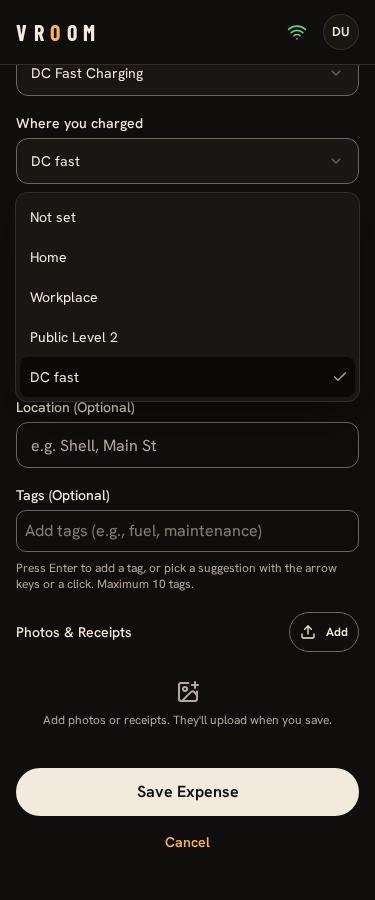 VROOM
DU
DC Fast Charging
Where you charged
DC fast
Not set
Home
Workplace
Public Level 2
DC fast
Location (Optional)
e.g. Shell, Main St
Tags (Optional)
Add tags (e.g., fuel, maintenance)
Press Enter to add a tag, or pick a suggestion with the arrow
keys or a click. Maximum 10 tags.
Photos & Receipts
Add
Add photos or receipts. They'll upload when you save.
Save Expense
Cancel